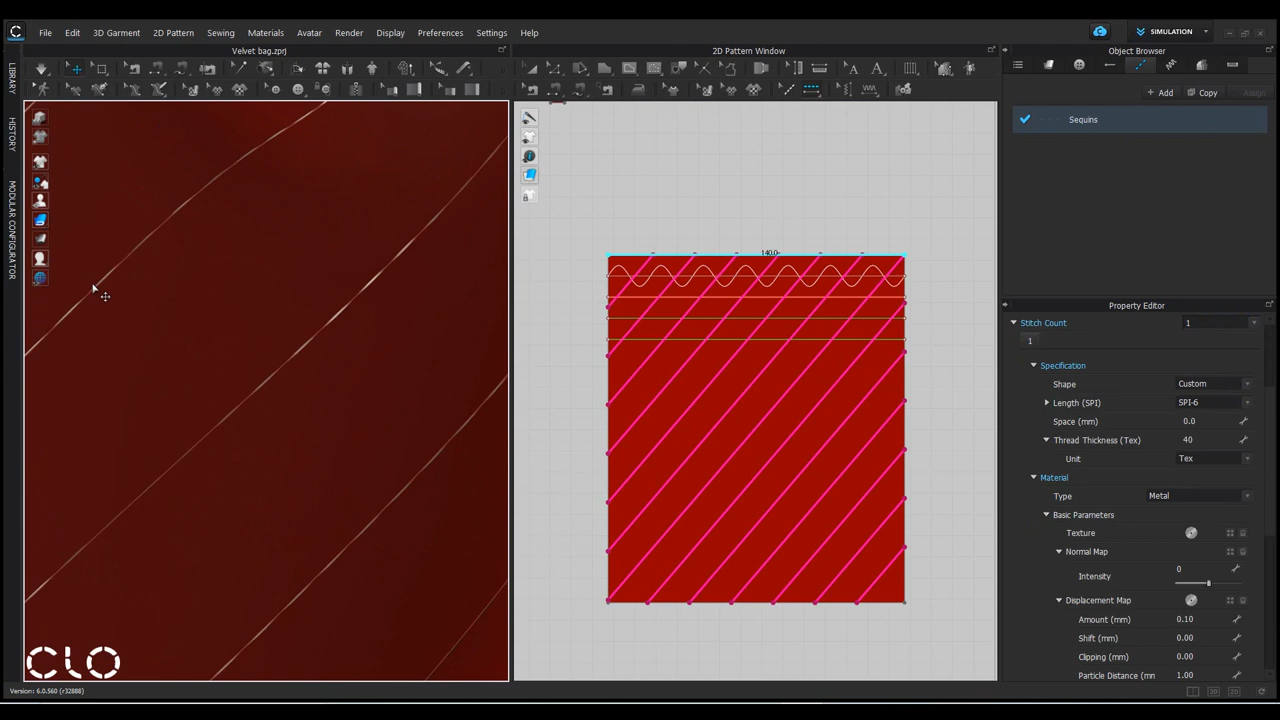 File Edit 3D Garment 2D Pattern Sewing Materials Avatar Render Display Preferences Settings Help
SIMULATION
Velvet bag.zprj
2D Pattern Window
Object Browser
LIBRARY
HISTORY
MODULAR CONFIGURATOR
A A
+ Add Copy Assign
Sequins
140.0
Property Editor
Stitch Count 1
1
Specification
Shape Custom
Length (SPI) SPI-6
Space (mm) 0.0
Thread Thickness (Tex) 40
Unit Tex
Material
Type Metal
Basic Parameters
Texture
Normal Map
Intensity 0
Displacement Map
Amount (mm) 0.10
Shift (mm) 0.00
Clipping (mm) 0.00
Particle Distance (mn 1.00
CLO
Version: 6.0.560 (r32888)
3D 2D